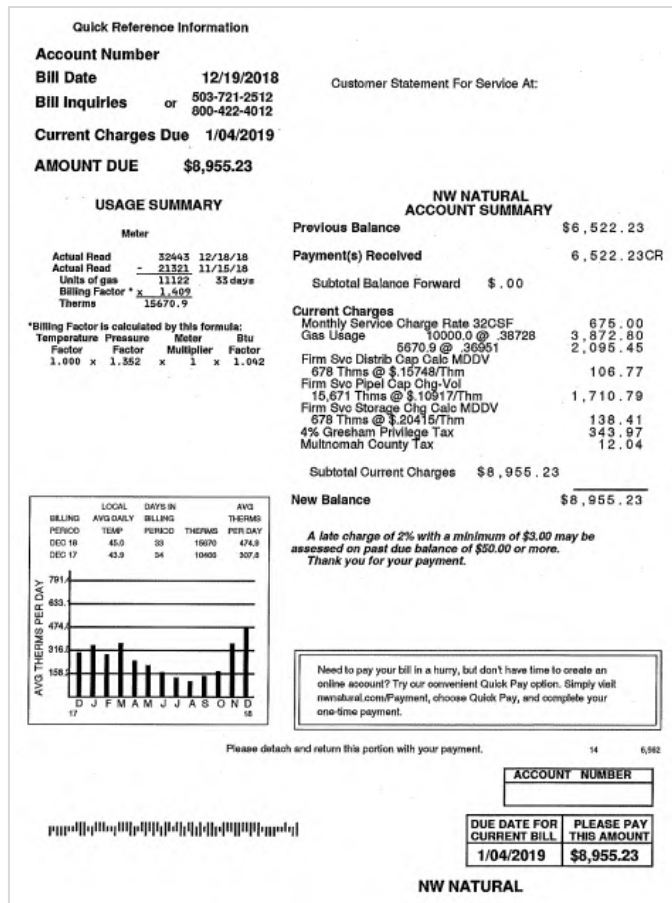 Quick Reference Information
Account Number
Bill Date 12/19/2018
Bill Inquiries or 503-721-2512
800-422-4012
Current Charges Due 1/04/2019
AMOUNT DUE $8,955.23
Customer Statement For Service At:
USAGE SUMMARY
Meter
Actual Read 32443 12/18/18
Actual Read - 21321 11/15/18
Units of gas 11122 33 days
Billing Factor * x 1.409
Therms 15670.9
*Billing Factor is calculated by this formula:
Temperature Pressure Meter Btu
Factor Factor Multiplier Factor
1.000 x 1.352 x 1 x 1.042
NW NATURAL
ACCOUNT SUMMARY
Previous Balance $6,522.23
Payment(s) Received 6,522.23CR
Subtotal Balance Forward $.00
Current Charges
Monthly Service Charge Rate 32CSF 675.00
Gas Usage 10000.0 @ .38728 3,872.80
5670.9 @ .36951 2,095.45
Firm Svc Distrib Cap Calc MDDV
678 Thms @ $.15748/Thm 106.77
Firm Svc Pipel Cap Chg-Vol
15,671 Thms @ $.10917/Thm 1,710.79
Firm Svc Storage Chg Calc MDDV
678 Thms @ $.20415/Thm 138.41
4% Gresham Privilege Tax 343.97
Multnomah County Tax 12.04
Subtotal Current Charges $8,955.23
New Balance $8,955.23
A late charge of 2% with a minimum of $3.00 may be
assessed on past due balance of $50.00 or more.
Thank you for your payment.
LOCAL DAYS IN AVG
BILLING AVG DAILY BILLING THERMS
PERIOD TEMP PERIOD THERMS PER DAY
DEC 18 45.0 33 15670 474.9
DEC 17 43.9 34 307.8
AVG THERMS PER DAY
791.4
633.1
474.8
316.5
158.2
D J F M A M J J A S O N D
17 18
Need to pay your bill in a hurry, but don't have time to create an
online account? Try our convenient Quick Pay option. Simply visit
nwnatural.com/Payment, choose Quick Pay, and complete your
one-time payment.
Please detach and return this portion with your payment. 14 6,562
ACCOUNT NUMBER
DUE DATE FOR CURRENT BILL PLEASE PAY THIS AMOUNT
1/04/2019 $8,955.23
NW NATURAL